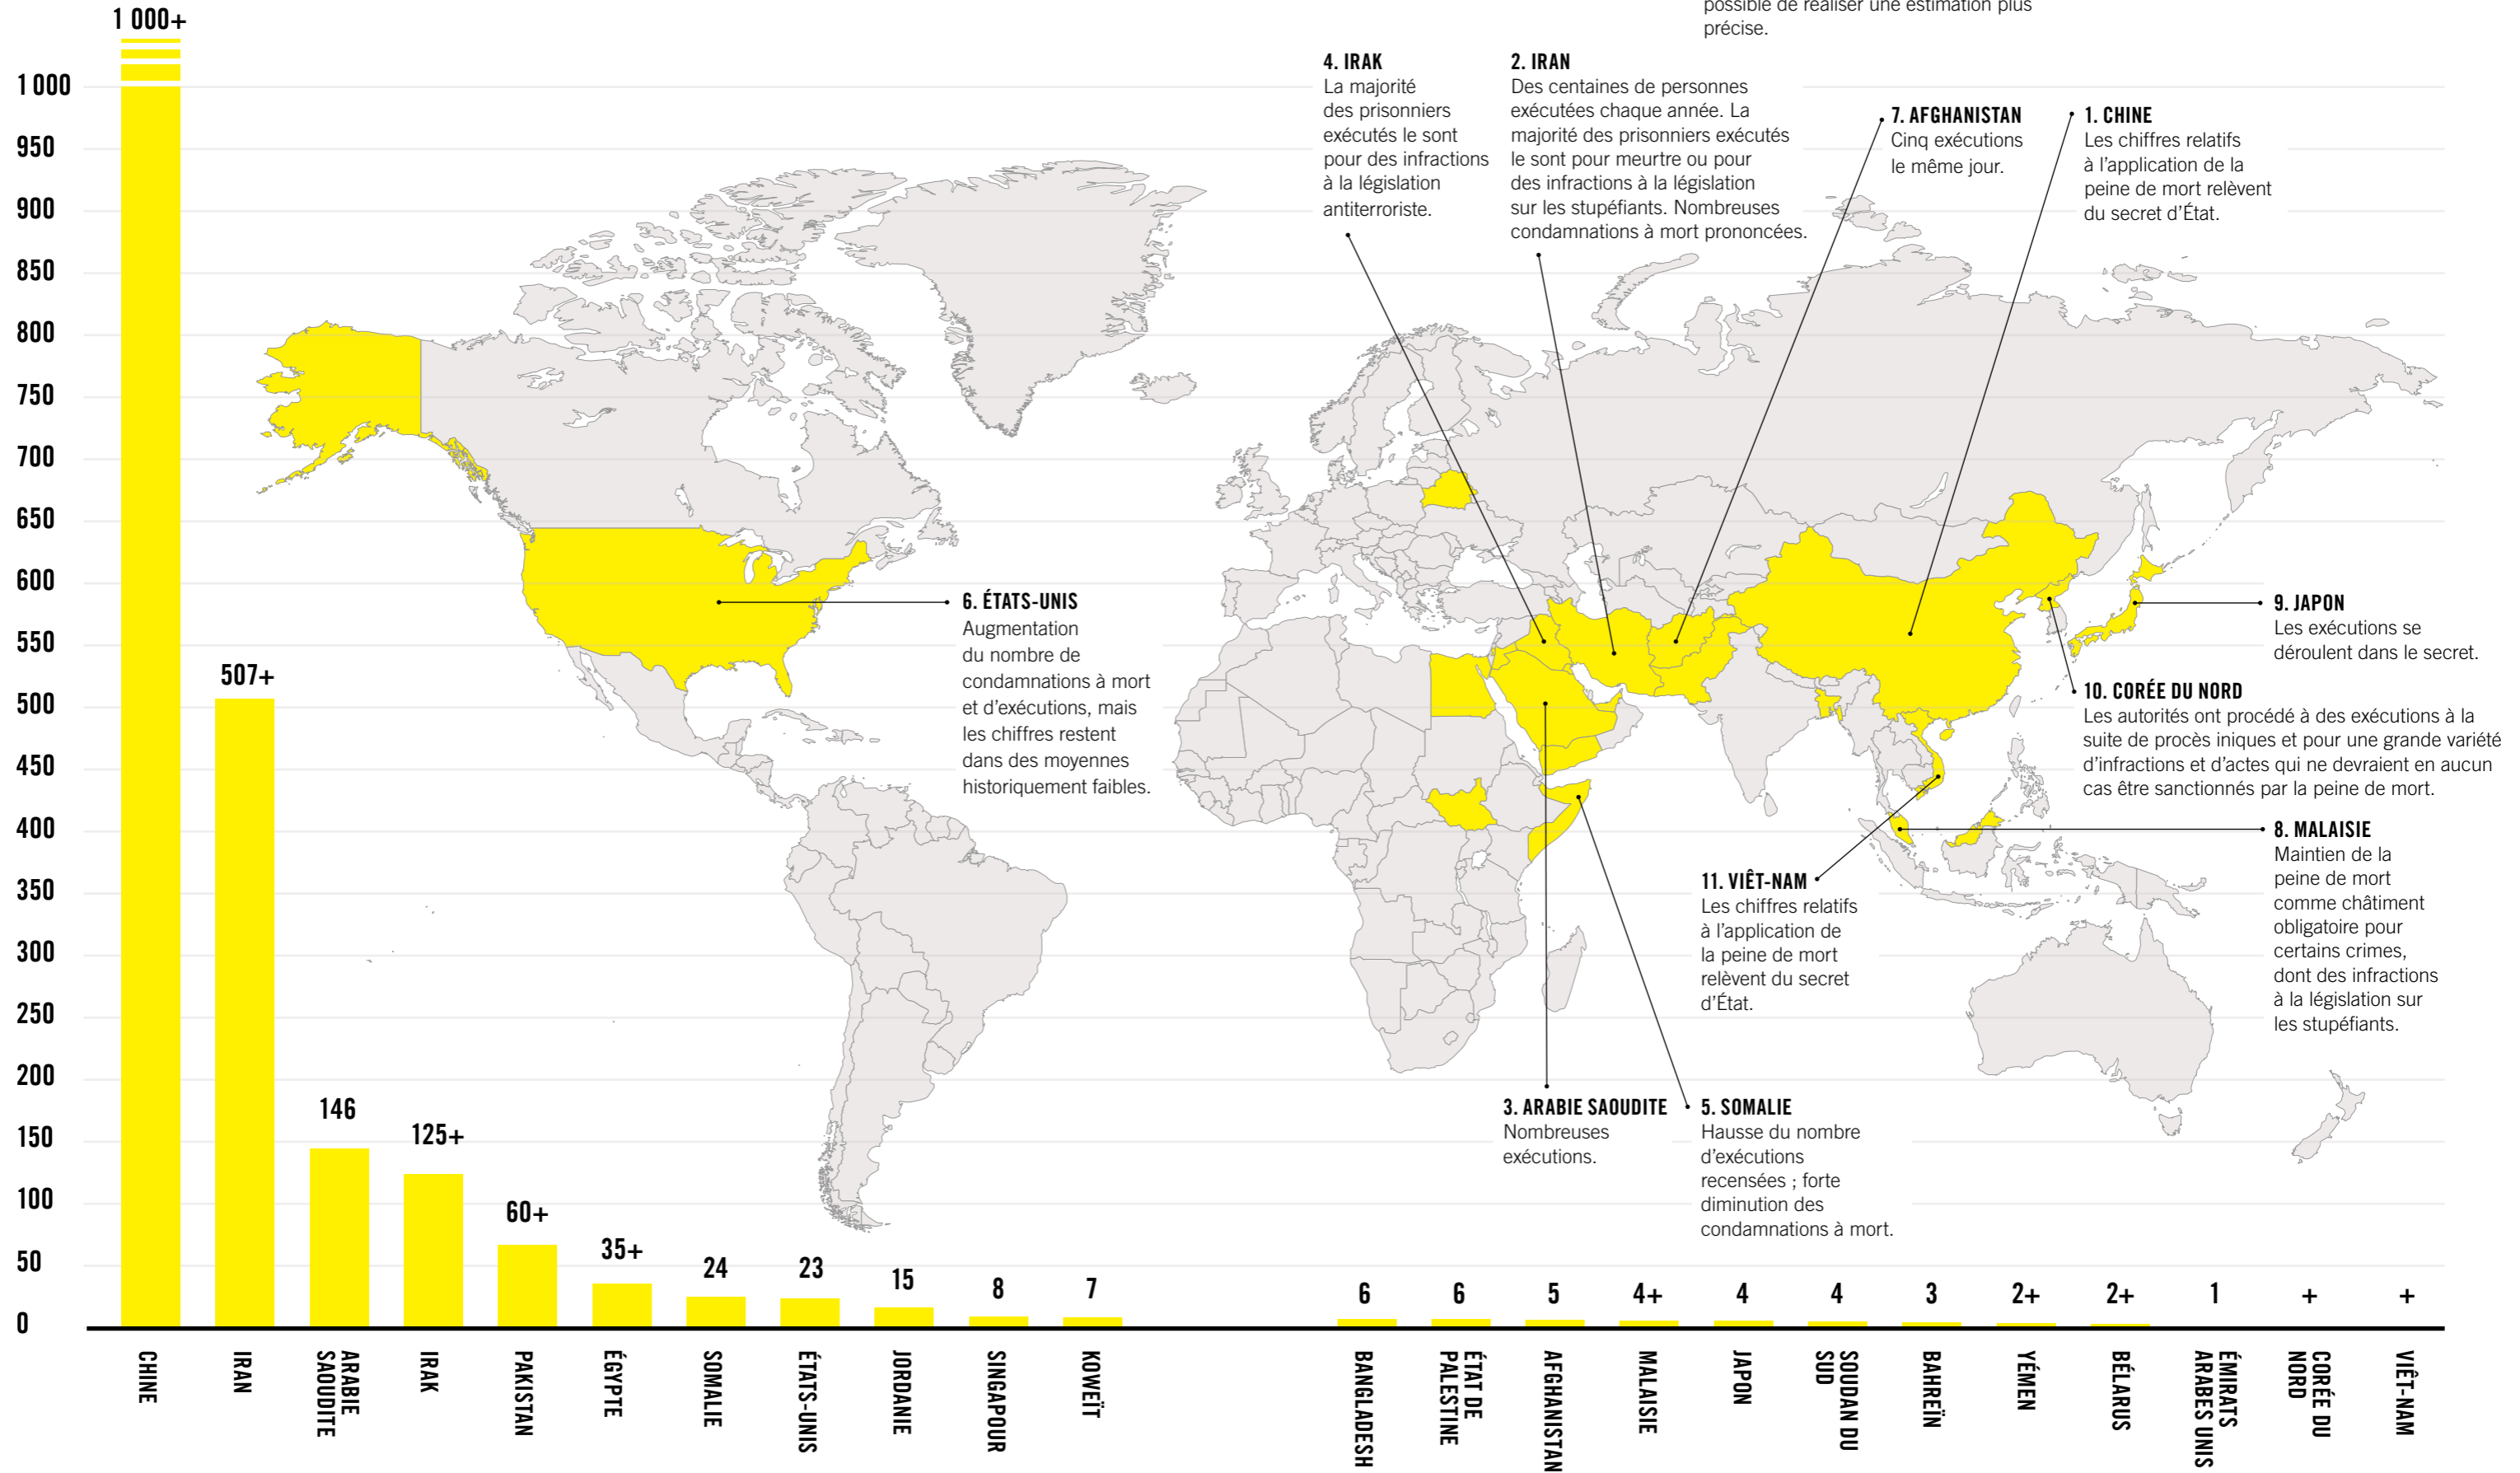 possible de réaliser une estimation plus
précise.
1 000+
1 000
950
900
850
800
750
700
650
600
550
500
450
400
350
300
250
200
150
100
50
0
4. IRAK
La majorité
des prisonniers
exécutés le sont
pour des infractions
à la législation
antiterroriste.
2. IRAN
Des centaines de personnes
exécutées chaque année. La
majorité des prisonniers exécutés
le sont pour meurtre ou pour
des infractions à la législation
sur les stupéfiants. Nombreuses
condamnations à mort prononcées.
7. AFGHANISTAN
Cinq exécutions
le même jour.
1. CHINE
Les chiffres relatifs
à l’application de la
peine de mort relèvent
du secret d’État.
6. ÉTATS-UNIS
Augmentation
du nombre de
condamnations à mort
et d’exécutions, mais
les chiffres restent
dans des moyennes
historiquement faibles.
9. JAPON
Les exécutions se
déroulent dans le secret.
10. CORÉE DU NORD
Les autorités ont procédé à des exécutions à la
suite de procès iniques et pour une grande variété
d’infractions et d’actes qui ne devraient en aucun
cas être sanctionnés par la peine de mort.
8. MALAISIE
Maintien de la
peine de mort
comme châtiment
obligatoire pour
certains crimes,
dont des infractions
à la législation sur
les stupéfiants.
11. VIÊT-NAM
Les chiffres relatifs
à l’application de
la peine de mort
relèvent du secret
d’État.
3. ARABIE SAOUDITE
Nombreuses
exécutions.
5. SOMALIE
Hausse du nombre
d’exécutions
recensées ; forte
diminution des
condamnations à mort.
507+
146
125+
60+
35+
24
23
15
8
7
6
6
5
4+
4
4
3
2+
2+
1
+
+
CHINE
IRAN
ARABIE
SAOUDITE
IRAK
PAKISTAN
ÉGYPTE
SOMALIE
ÉTATS-UNIS
JORDANIE
SINGAPOUR
KOWEÏT
BANGLADESH
ÉTAT DE
PALESTINE
AFGHANISTAN
MALAISIE
JAPON
SOUDAN DU
SUD
BAHREÏN
YÉMEN
BÉLARUS
ÉMIRATS
ARABES UNIS
CORÉE DU
NORD
VIÊT-NAM